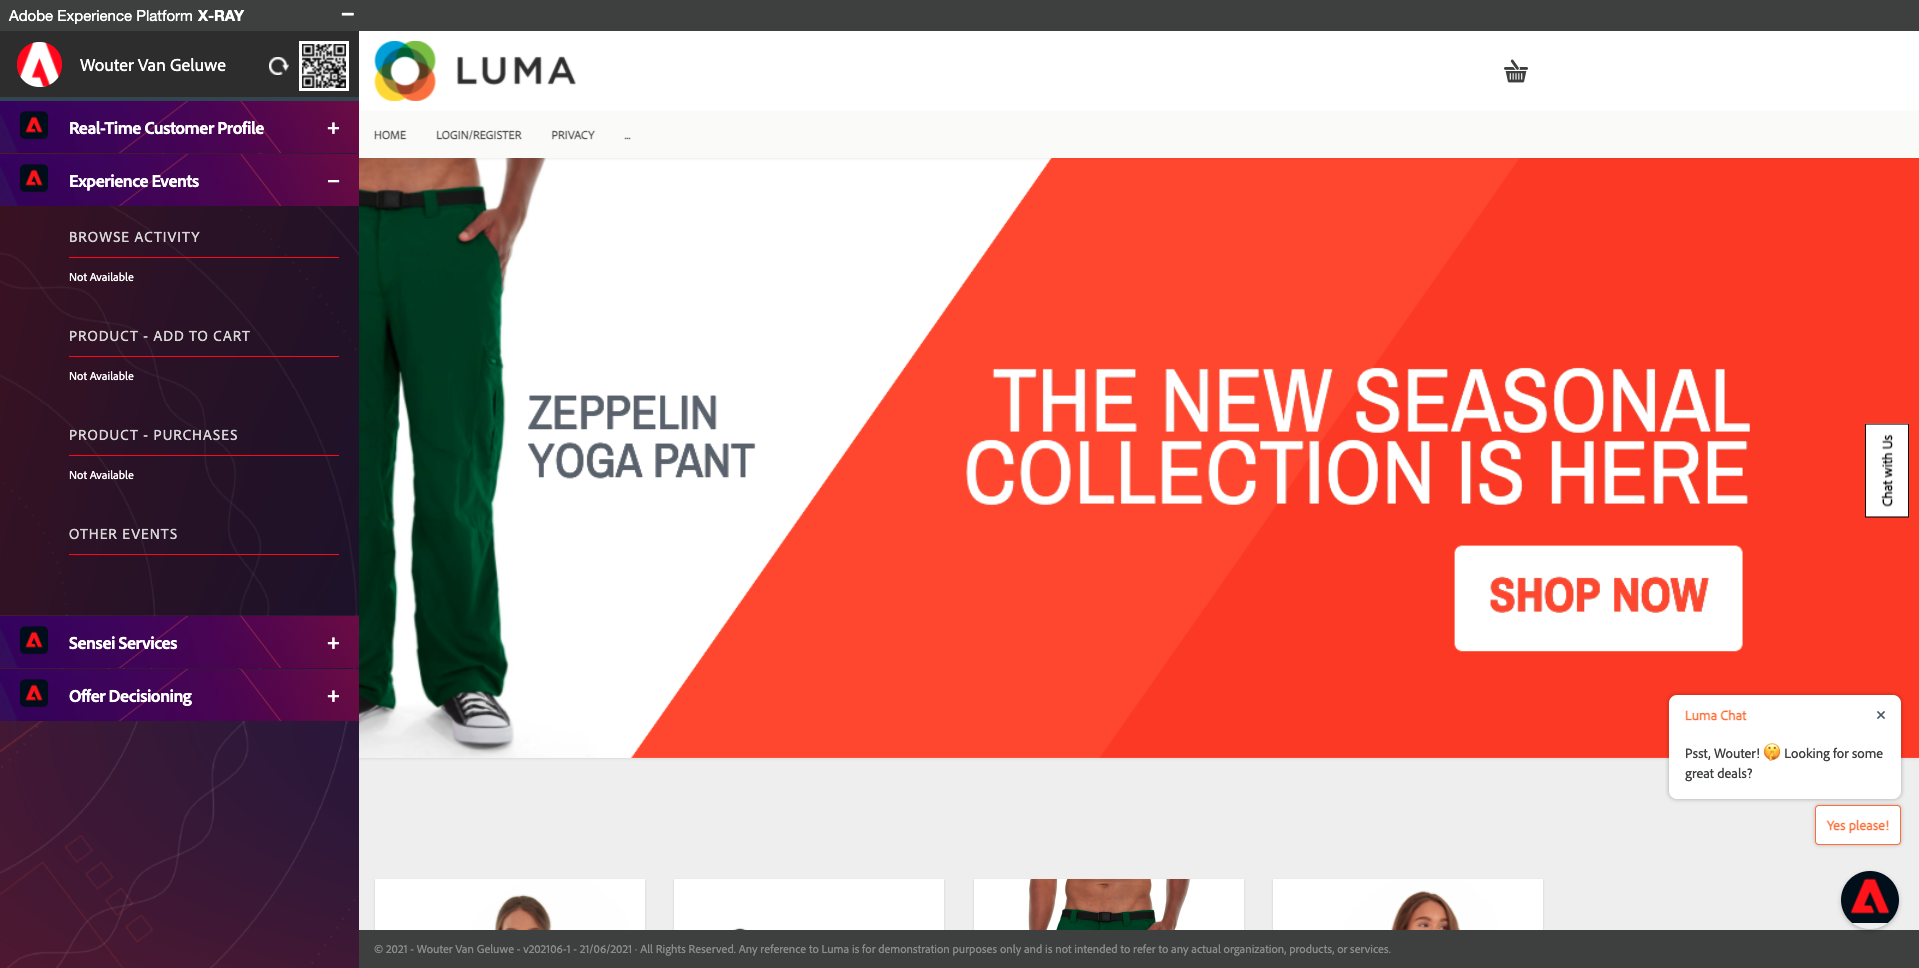 Adobe Experience Platform X-RAY
Wouter Van Geluwe
Real-Time Customer Profile
Experience Events
BROWSE ACTIVITY
Not Available
PRODUCT - ADD TO CART
Not Available
PRODUCT - PURCHASES
Not Available
OTHER EVENTS
Sensei Services
Offer Decisioning
LUMA
HOME LOGIN/REGISTER PRIVACY ...
ZEPPELIN
YOGA PANT
THE NEW SEASONAL
COLLECTION IS HERE
SHOP NOW
Chat with Us
Luma Chat
Psst, Wouter! 🤫 Looking for some
great deals?
Yes please!
© 2021 - Wouter Van Geluwe - v202106-1 - 21/06/2021 - All Rights Reserved. Any reference to Luma is for demonstration purposes only and is not intended to refer to any actual organization, products, or services.